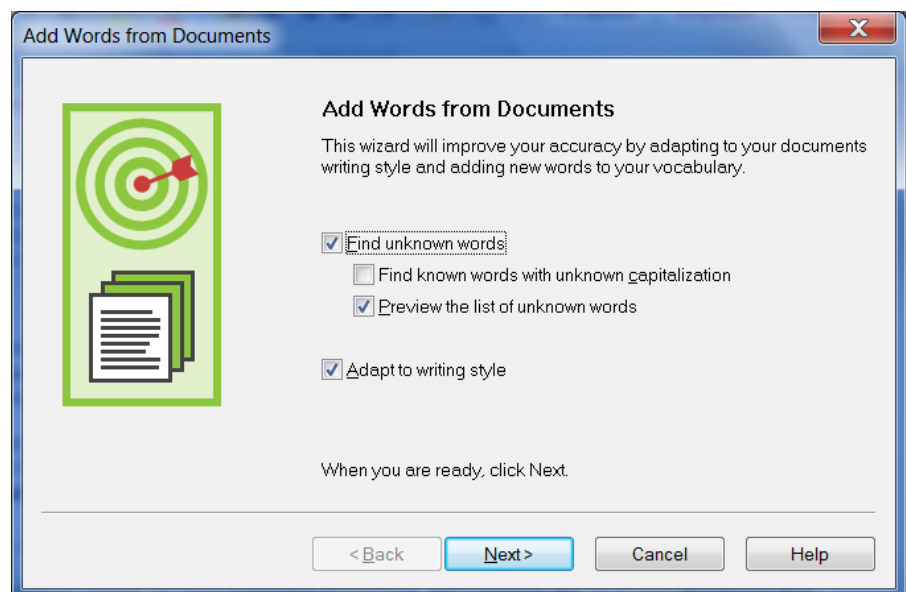 Add Words from Documents
X
Add Words from Documents
This wizard will improve your accuracy by adapting to your documents
writing style and adding new words to your vocabulary.
Find unknown words
Find known words with unknown capitalization
Preview the list of unknown words
Adapt to writing style
When you are ready, click Next.
< Back Next > Cancel Help